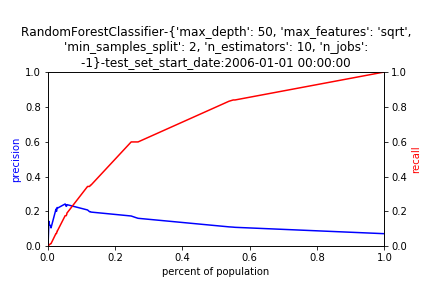 RandomForestClassifier-{'max_depth': 50, 'max_features': 'sqrt',
'min_samples_split': 2, 'n_estimators': 10, 'n_jobs':
-1}-test_set_start_date:2006-01-01 00:00:00
1.0
0.8
0.6
0.4
0.2
0.0
precision
1.0
0.8
0.6
0.4
0.2
0.0
recall
0.0 0.2 0.4 0.6 0.8 1.0
percent of population